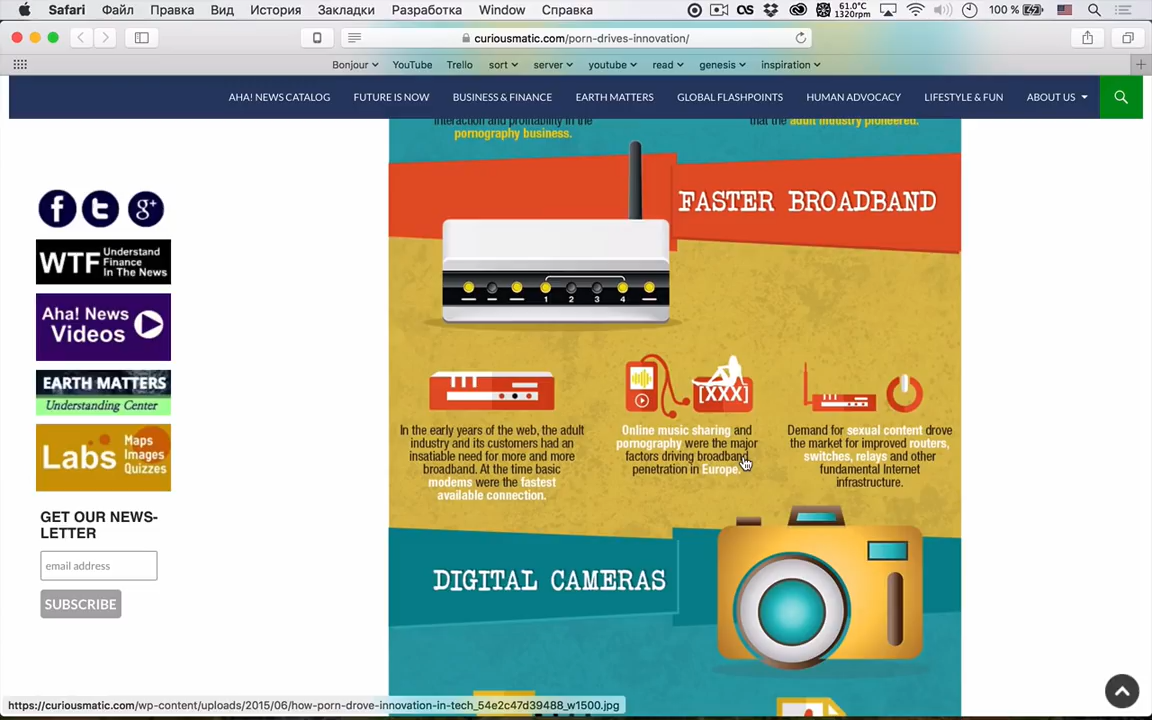 Safari Файл Правка Вид История Закладки Разработка Window Справка 61.0°C 1320rpm 100 %
curiousmatic.com/porn-drives-innovation/
Bonjour YouTube Trello sort server youtube read genesis inspiration
AHA! NEWS CATALOG FUTURE IS NOW BUSINESS & FINANCE EARTH MATTERS GLOBAL FLASHPOINTS HUMAN ADVOCACY LIFESTYLE & FUN ABOUT US
interaction and profitability in the
pornography business.
that the adult industry pioneered.
FASTER BROADBAND
1 2 3 4
[XXX]
In the early years of the web, the adult
industry and its customers had an
insatiable need for more and more
broadband. At the time basic
modems were the fastest
available connection.
Online music sharing and
pornography were the major
factors driving broadband
penetration in Europe.
Demand for sexual content drove
the market for improved routers,
switches, relays and other
fundamental Internet
infrastructure.
DIGITAL CAMERAS
f t g+
WTF Understand
Finance
In The News
Aha! News
Videos
EARTH MATTERS
Understanding Center
Labs Maps
Images
Quizzes
GET OUR NEWS-
LETTER
email address
SUBSCRIBE
https://curiousmatic.com/wp-content/uploads/2015/06/how-porn-drove-innovation-in-tech_54e2c47d39488_w1500.jpg